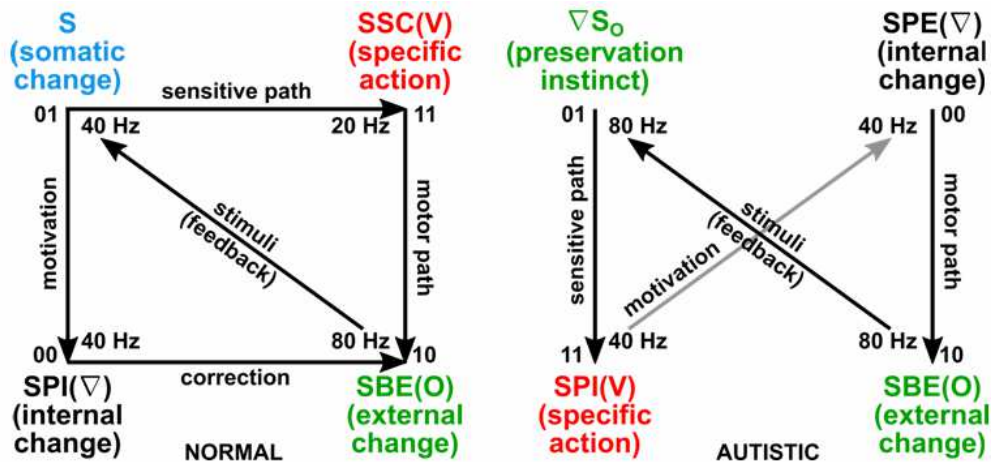 S
(somatic
change)
SSC(V)
(specific
action)
sensitive path
01
11
40 Hz
20 Hz
motivation
stimuli
(feedback)
motor path
00
40 Hz
80 Hz
10
correction
SPI(∇)
(internal
change)
SBE(O)
(external
change)
NORMAL
∇S₀
(preservation
instinct)
SPE(∇)
(internal
change)
01
00
80 Hz
40 Hz
sensitive path
motivation
stimuli
(feedback)
motor path
11
40 Hz
80 Hz
10
SPI(V)
(specific
action)
SBE(O)
(external
change)
AUTISTIC